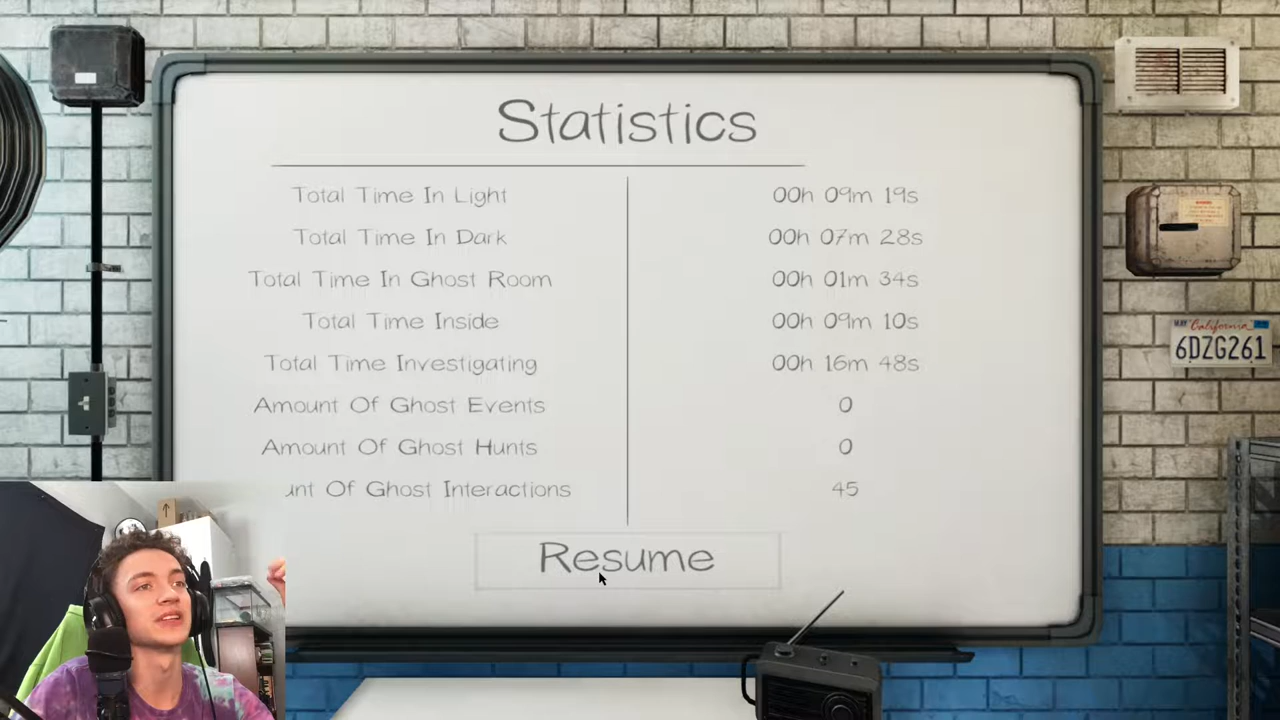 Statistics
Total Time In Light 00h 09m 19s
Total Time In Dark 00h 07m 28s
Total Time In Ghost Room 00h 01m 34s
Total Time Inside 00h 09m 10s
Total Time Investigating 00h 16m 48s
Amount Of Ghost Events 0
Amount Of Ghost Hunts 0
unt Of Ghost Interactions 45
Resume
MAY California
6DZG261